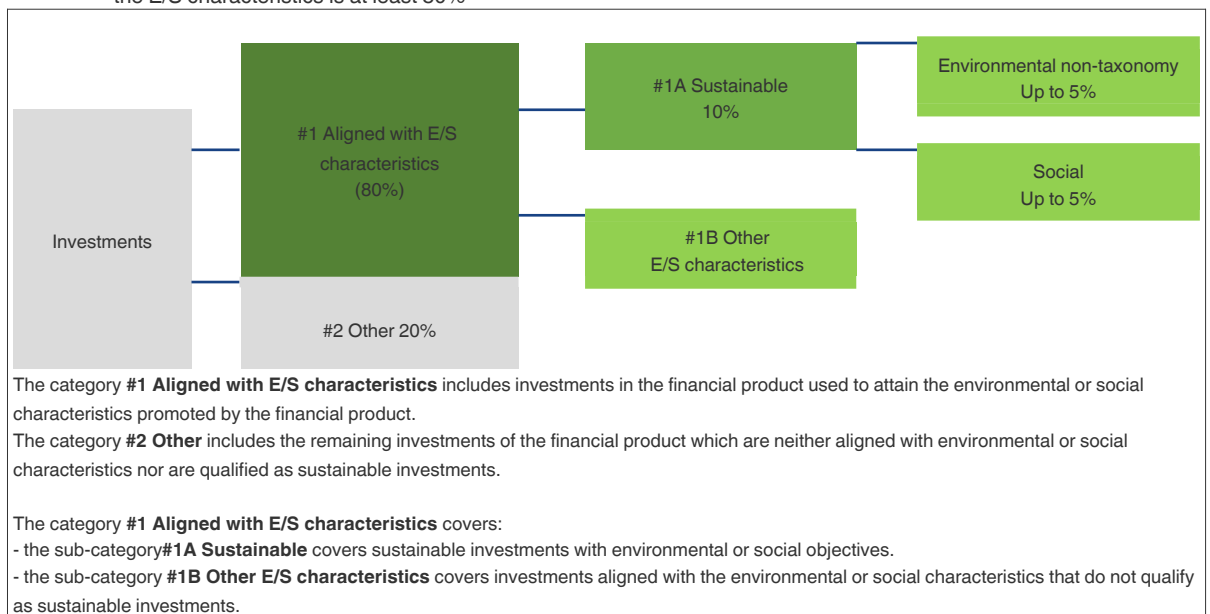 the E/S characteristics is at least 80%
Investments
#1 Aligned with E/S
characteristics
(80%)
#2 Other 20%
#1A Sustainable
10%
#1B Other
E/S characteristics
Environmental non-taxonomy
Up to 5%
Social
Up to 5%
The category #1 Aligned with E/S characteristics includes investments in the financial product used to attain the environmental or social
characteristics promoted by the financial product.
The category #2 Other includes the remaining investments of the financial product which are neither aligned with environmental or social
characteristics nor are qualified as sustainable investments.
The category #1 Aligned with E/S characteristics covers:
- the sub-category#1A Sustainable covers sustainable investments with environmental or social objectives.
- the sub-category #1B Other E/S characteristics covers investments aligned with the environmental or social characteristics that do not qualify
as sustainable investments.